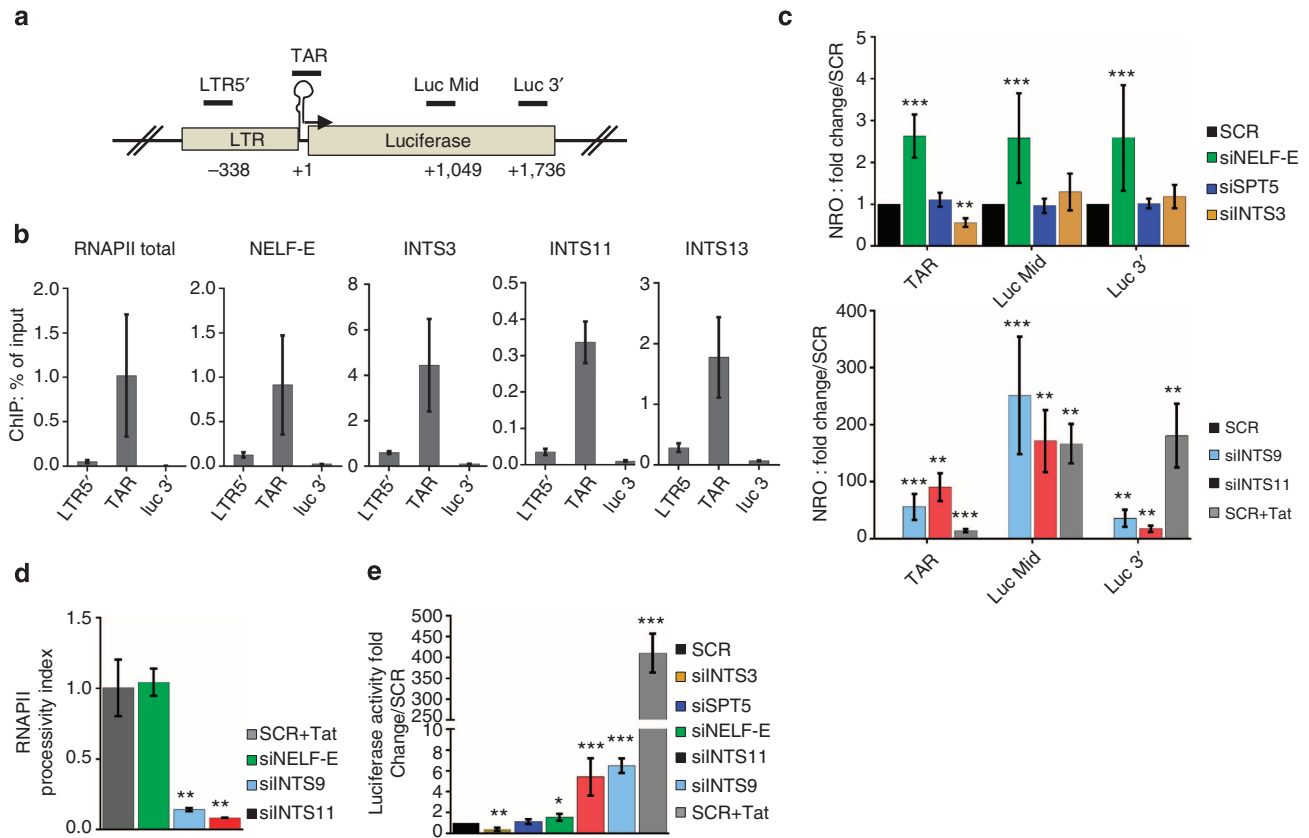 a
TAR
LTR5′
Luc Mid
Luc 3′
LTR
Luciferase
–338
+1
+1,049
+1,736
b
RNAPII total
NELF-E
INTS3
INTS11
INTS13
ChIP: % of input
2.0
1.5
1.0
0.5
0.0
2.0
1.5
1.0
0.5
0.0
8
6
4
2
0
0.5
0.4
0.3
0.2
0.1
0.0
3
2
1
0
LTR5′
TAR
luc 3′
LTR5′
TAR
luc 3′
LTR5′
TAR
luc 3′
LTR5′
TAR
luc 3′
LTR5
TAR
luc 3′
c
NRO : fold change/SCR
5
4
3
2
1
0
***
**
***
***
TAR
Luc Mid
Luc 3′
SCR
siNELF-E
siSPT5
siINTS3
NRO : fold change/SCR
400
300
200
100
0
***
**
***
***
**
**
**
**
**
TAR
Luc Mid
Luc 3′
SCR
siINTS9
siINTS11
SCR+Tat
d
RNAPII
processivity index
1.5
1.0
0.5
0.0
**
**
SCR+Tat
siNELF-E
siINTS9
siINTS11
e
Luciferase activity fold
Change/SCR
500
450
400
350
300
250
10
8
6
4
2
0
**
*
***
***
***
SCR
siINTS3
siSPT5
siNELF-E
siINTS11
siINTS9
SCR+Tat